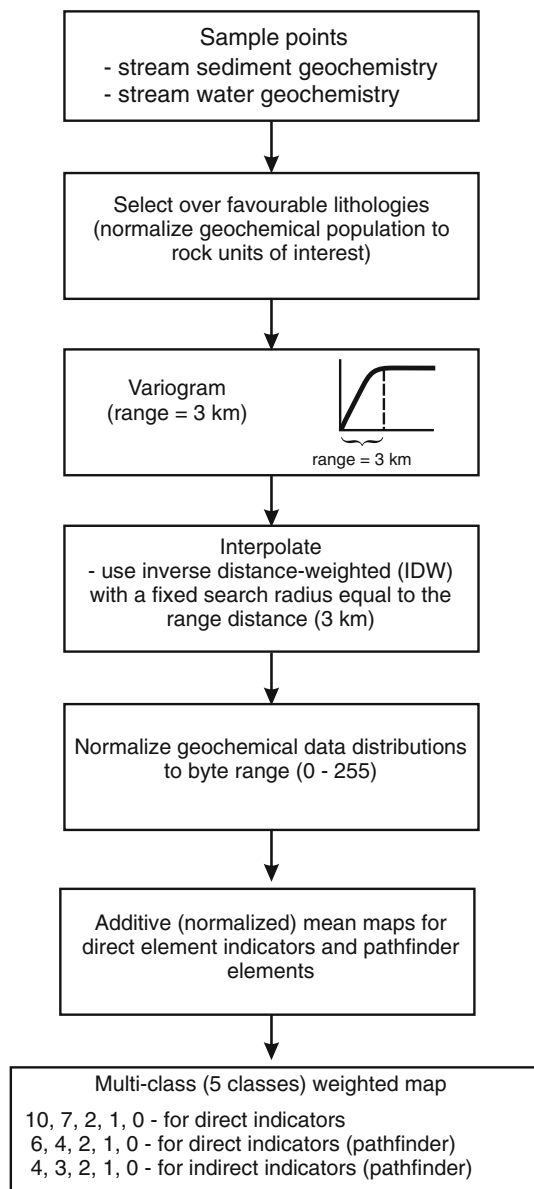 Sample points
- stream sediment geochemistry
- stream water geochemistry
Select over favourable lithologies
(normalize geochemical population to
rock units of interest)
Variogram
(range = 3 km)
range = 3 km
Interpolate
- use inverse distance-weighted (IDW)
with a fixed search radius equal to the
range distance (3 km)
Normalize geochemical data distributions
to byte range (0 - 255)
Additive (normalized) mean maps for
direct element indicators and pathfinder
elements
Multi-class (5 classes) weighted map
10, 7, 2, 1, 0 - for direct indicators
6, 4, 2, 1, 0 - for direct indicators (pathfinder)
4, 3, 2, 1, 0 - for indirect indicators (pathfinder)